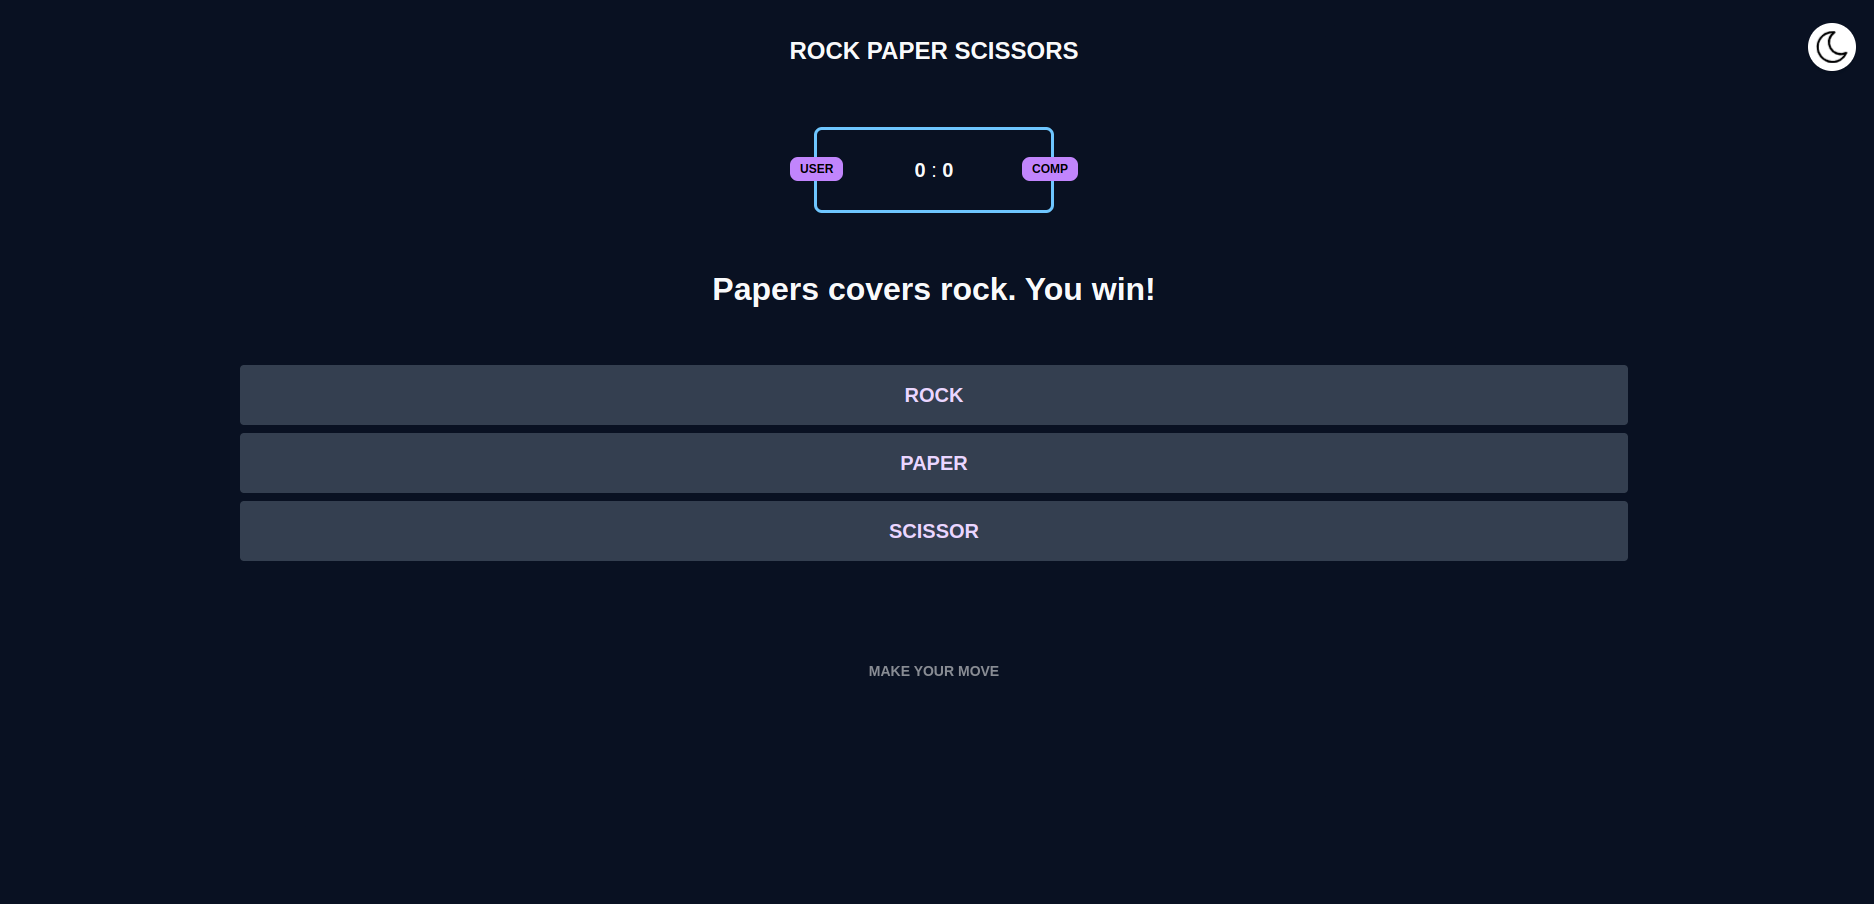 ROCK PAPER SCISSORS
USER 0 : 0 COMP
Papers covers rock. You win!
ROCK
PAPER
SCISSOR
MAKE YOUR MOVE